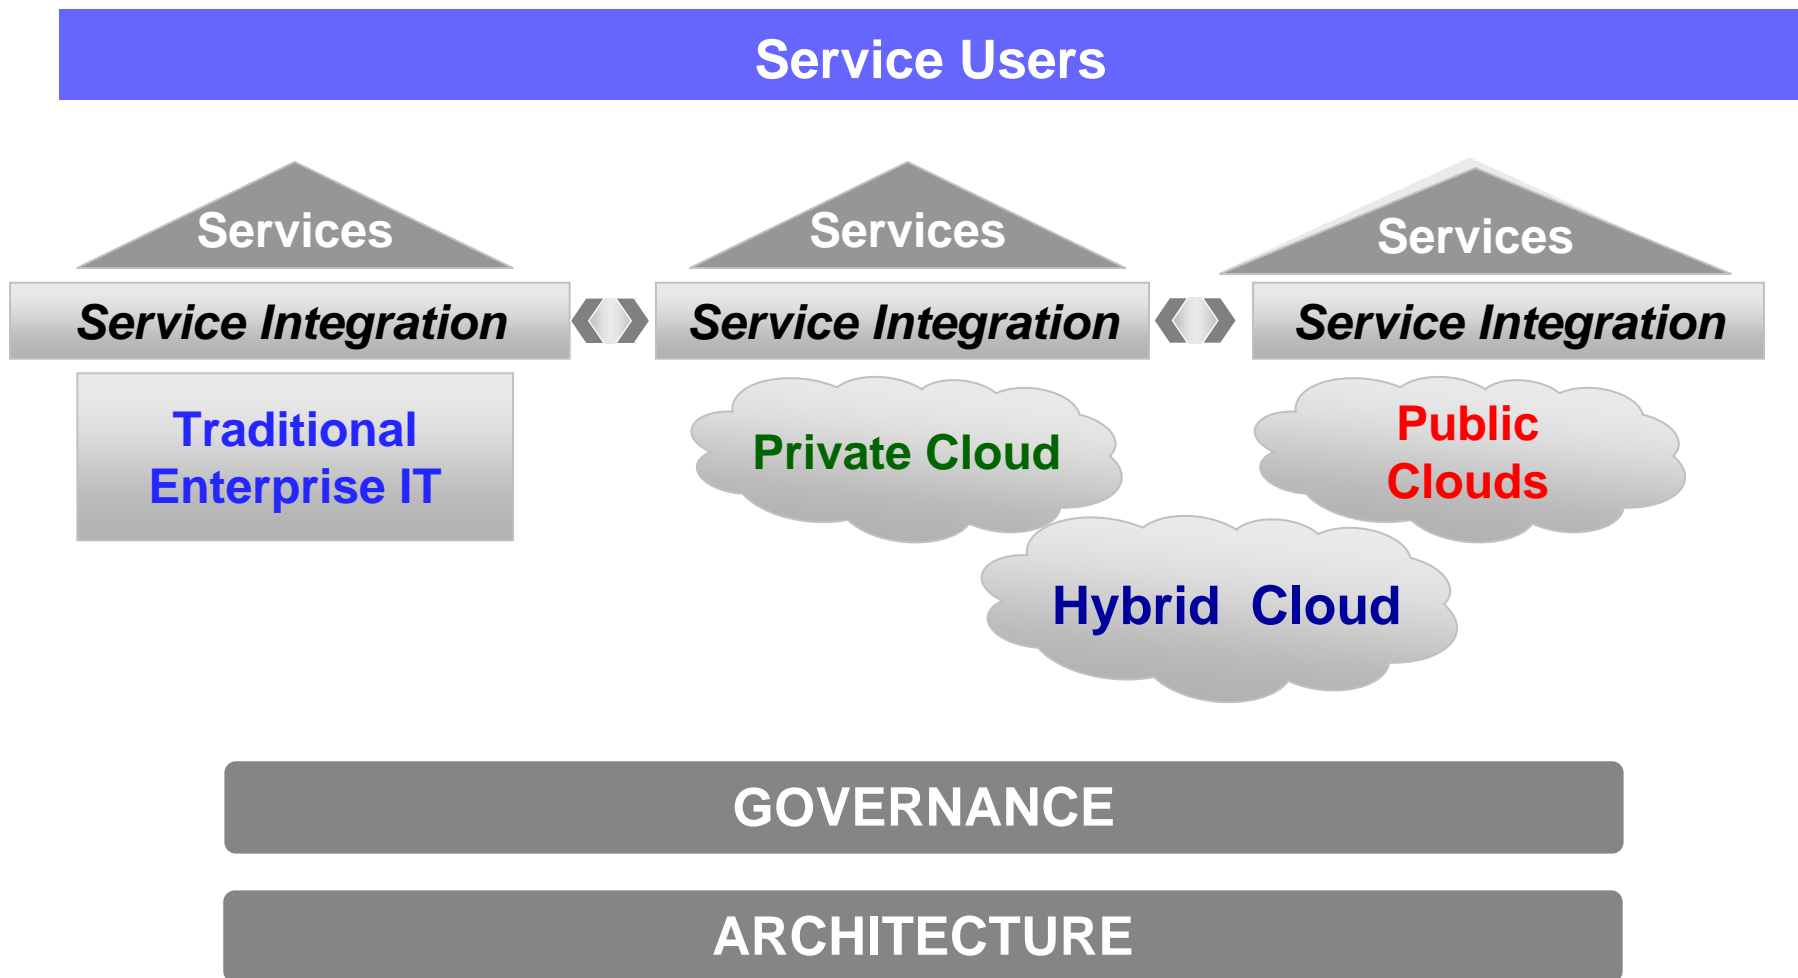 Service Users
Services
Services
Services
Service Integration
Service Integration
Service Integration
Traditional
Enterprise IT
Private Cloud
Public
Clouds
Hybrid  Cloud
GOVERNANCE
ARCHITECTURE